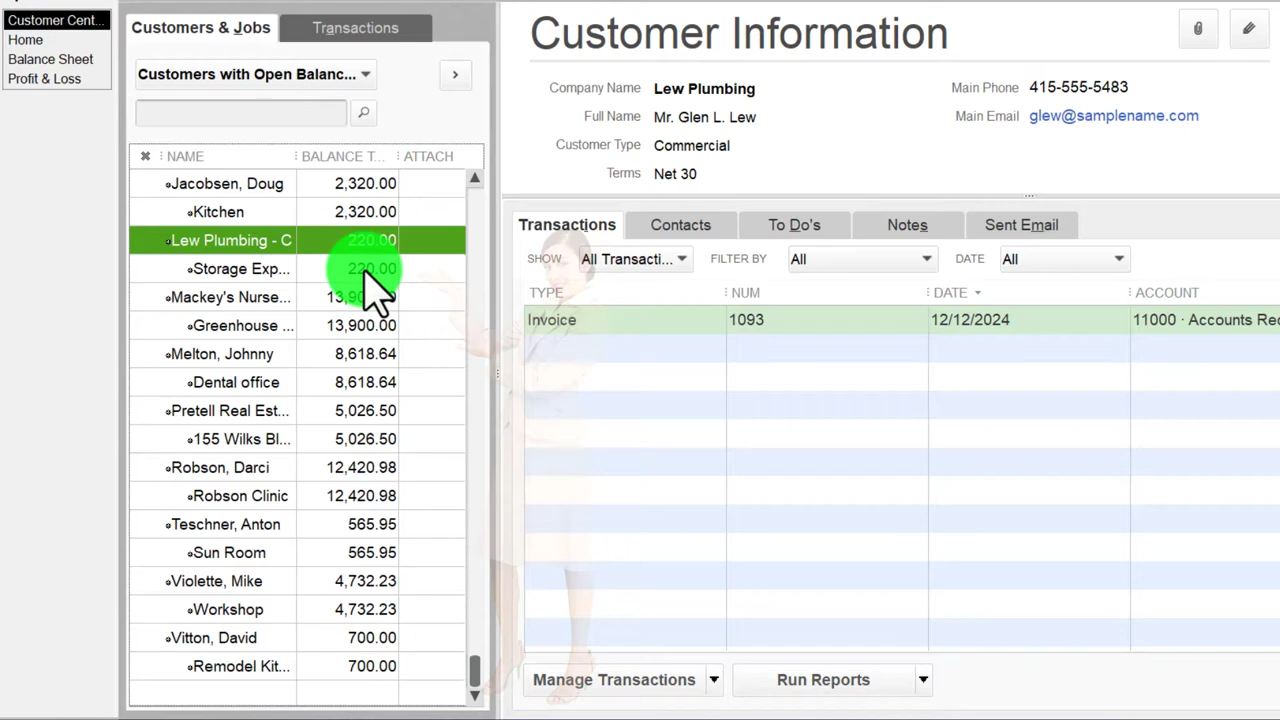 Customer Cent...
Home
Balance Sheet
Profit & Loss
Customers & Jobs
Transactions
Customers with Open Balanc...
NAME BALANCE T... ATTACH
Jacobsen, Doug 2,320.00
Kitchen 2,320.00
Lew Plumbing - C 220.00
Storage Exp... 220.00
Mackey's Nurse...
Greenhouse ... 13,900.00
Melton, Johnny 8,618.64
Dental office 8,618.64
Pretell Real Est... 5,026.50
155 Wilks Bl... 5,026.50
Robson, Darci 12,420.98
Robson Clinic 12,420.98
Teschner, Anton 565.95
Sun Room 565.95
Violette, Mike 4,732.23
Workshop 4,732.23
Vitton, David 700.00
Remodel Kit... 700.00
Customer Information
Company Name Lew Plumbing
Full Name Mr. Glen L. Lew
Customer Type Commercial
Terms Net 30
Main Phone 415-555-5483
Main Email glew@samplename.com
Transactions Contacts To Do's Notes Sent Email
SHOW All Transacti... FILTER BY All DATE All
TYPE NUM DATE ACCOUNT
Invoice 1093 12/12/2024 11000 · Accounts Rec
Manage Transactions Run Reports